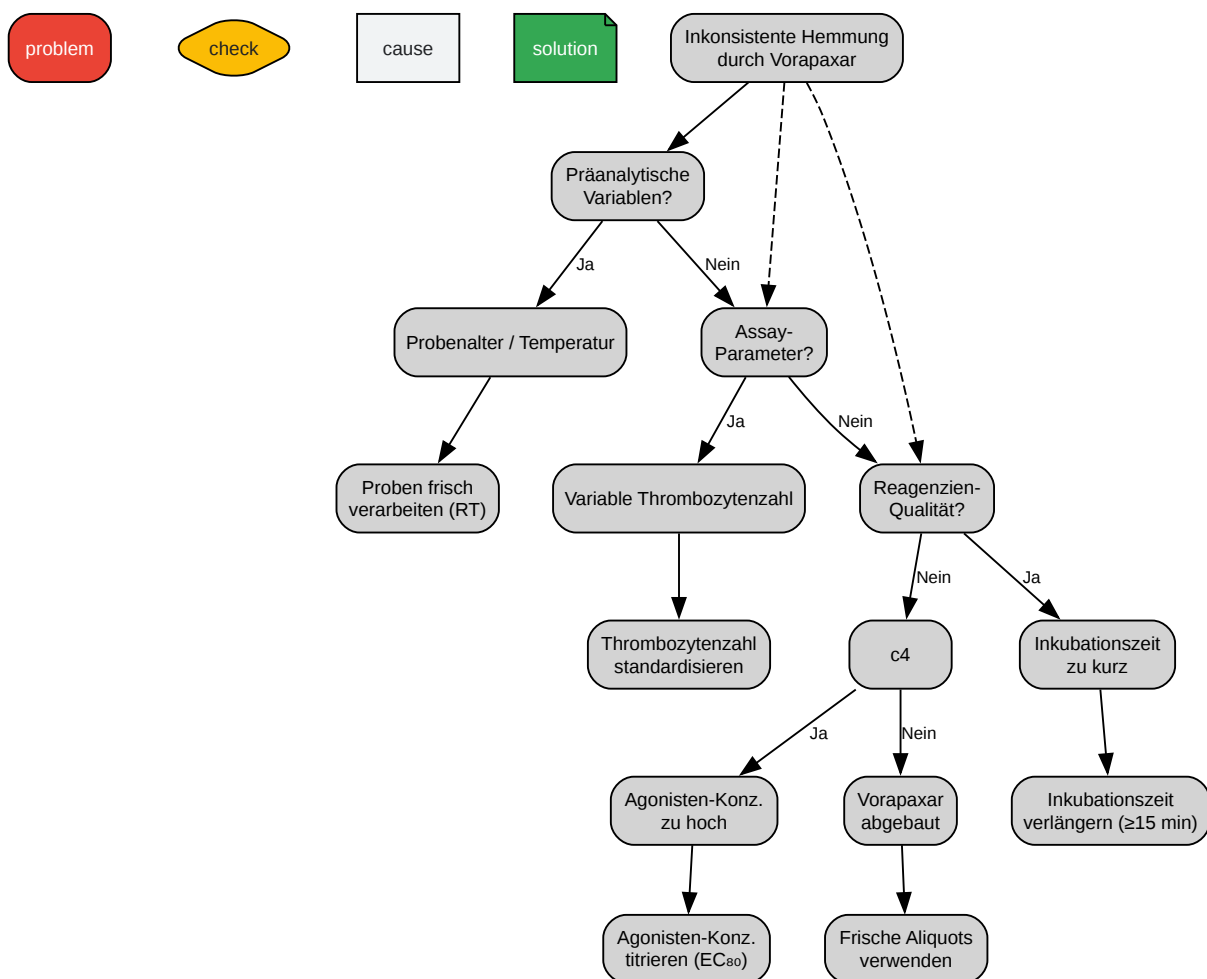 problem
check
cause
solution
Inkonsistente Hemmung
durch Vorapaxar
Präanalytische
Variablen?
Ja
Nein
Probenalter / Temperatur
Assay-
Parameter?
Ja
Nein
Proben frisch
verarbeiten (RT)
Variable Thrombozytenzahl
Reagenzien-
Qualität?
Nein
Ja
Thrombozytenzahl
standardisieren
c4
Inkubationszeit
zu kurz
Ja
Nein
Agonisten-Konz.
zu hoch
Vorapaxar
abgebaut
Inkubationszeit
verlängern (≥15 min)
Agonisten-Konz.
titrieren (EC₈₀)
Frische Aliquots
verwenden